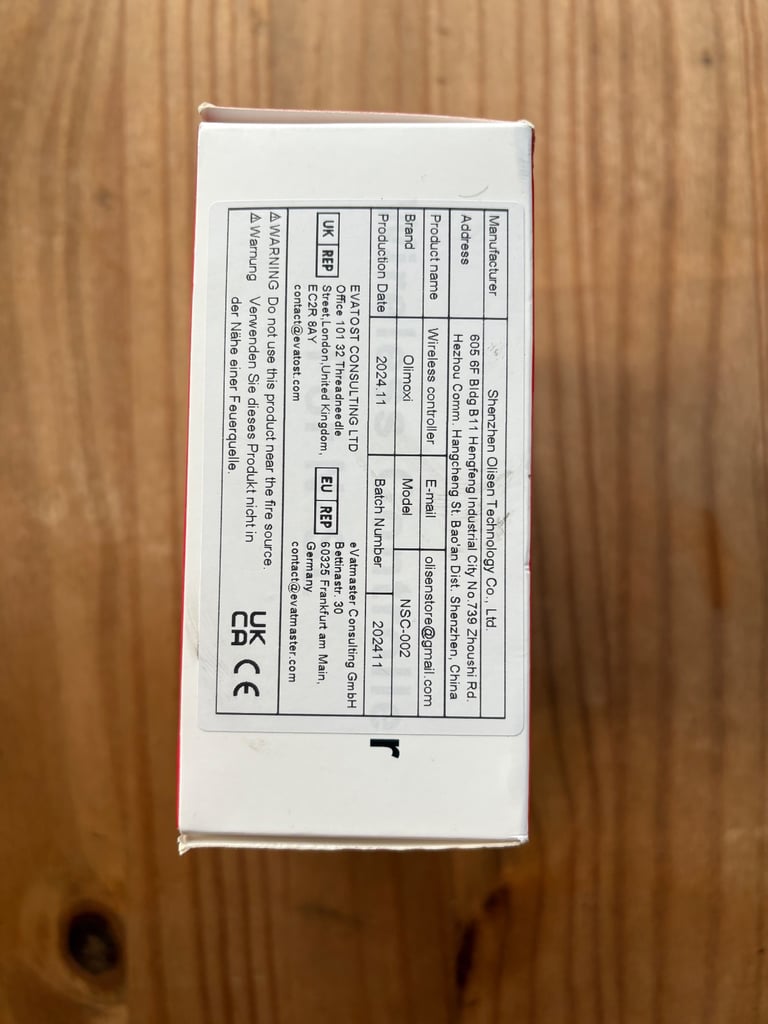 Manufacturer Shenzhen Olisen Technology Co., Ltd.
Address 605 6F Bldg B 11 Hengfeng Industrial City No.739 Zhoushi Rd.
Hezhou Comm. Hangcheng St. Bao'an Dist. Shenzhen, China
Product name Wireless controller E-mail olisenstore@gmail.com
Brand Olimoxi Model NSC-002
Production Date 2024.11 Batch Number 202411
UK REP
EVATOST CONSULTING LTD
Office 101 32 Threadneedle
Street,London,United Kingdom,
EC2R 8AY
contact@evatost.com
EU REP
eVatmaster Consulting GmbH
Bettinastr. 30
60325 Frankfurt am Main,
Germany
contact@evatmaster.com
⚠WARNING Do not use this product near the fire source.
⚠Warnung Verwenden Sie dieses Produkt nicht in
der Nähe einer Feuerquelle.
UK
CA CE
r